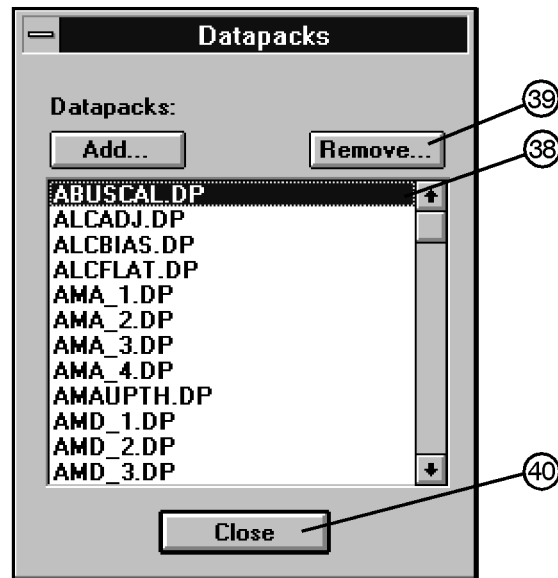 Datapacks
Datapacks:
39
Add...
Remove...
38
ABUSCAL.DP
ALCADJ.DP
ALCBIAS.DP
ALCFLAT.DP
AMA_1.DP
AMA_2.DP
AMA_3.DP
AMA_4.DP
AMAUPTH.DP
AMD_1.DP
AMD_2.DP
AMD_3.DP
40
Close